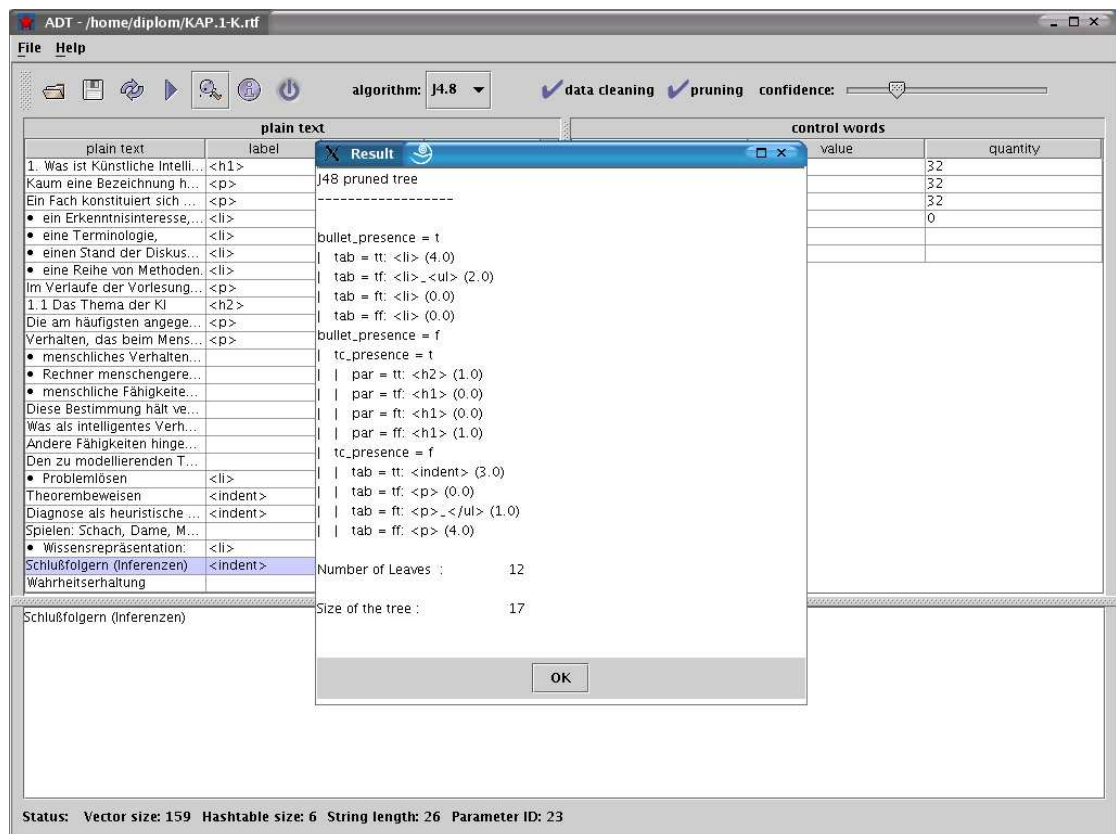 ADT - /home/diplom/KAP.1-K.rtf
File Help
algorithm: J4.8 data cleaning pruning confidence:
plain text control words
plain text label value quantity
1. Was ist Künstliche Intelli... <h1> 32
Kaum eine Bezeichnung h... <p> 32
Ein Fach konstituiert sich ... <p> 32
• ein Erkenntnisinteresse,... <li> 0
• eine Terminologie, <li>
• einen Stand der Diskus... <li>
• eine Reihe von Methoden. <li>
Im Verlaufe der Vorlesung... <p>
1.1 Das Thema der KI <h2>
Die am häufigsten angege... <p>
Verhalten, das beim Mens... <p>
• menschliches Verhalten...
• Rechner menschengere...
• menschliche Fähigkeite...
Diese Bestimmung hält ve...
Was als intelligentes Verh...
Andere Fähigkeiten hinge...
Den zu modellierenden T...
• Problemlösen <li>
Theorembeweisen <indent>
Diagnose als heuristische ... <indent>
Spielen: Schach, Dame, M...
• Wissensrepräsentation: <li>
Schlußfolgern (Inferenzen) <indent>
Wahrheitserhaltung
Result
J48 pruned tree
------------------
bullet_presence = t
| tab = tt: <li> (4.0)
| tab = tf: <li>_<ul> (2.0)
| tab = ft: <li> (0.0)
| tab = ff: <li> (0.0)
bullet_presence = f
| tc_presence = t
| | par = tt: <h2> (1.0)
| | par = tf: <h1> (0.0)
| | par = ft: <h1> (0.0)
| | par = ff: <h1> (1.0)
| tc_presence = f
| | tab = tt: <indent> (3.0)
| | tab = tf: <p> (0.0)
| | tab = ft: <p>_</ul> (1.0)
| | tab = ff: <p> (4.0)
Number of Leaves : 12
Size of the tree : 17
OK
Schlußfolgern (Inferenzen)
Status: Vector size: 159 Hashtable size: 6 String length: 26 Parameter ID: 23